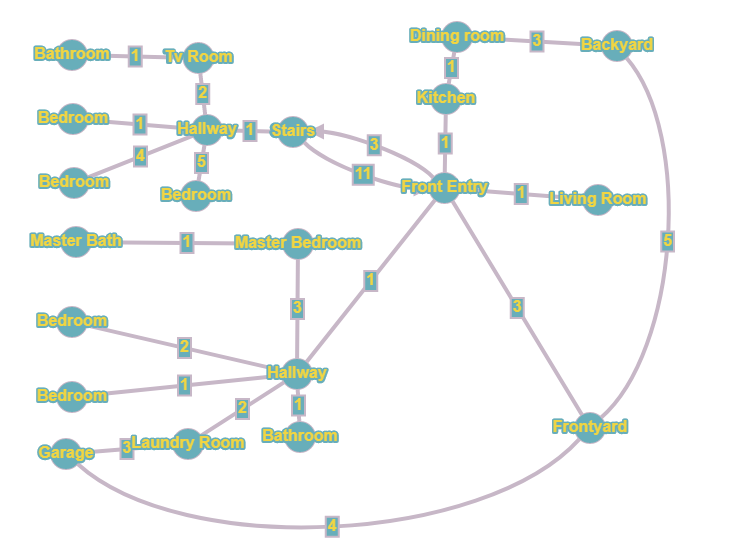 Dining room
3
Backyard
Bathroom
1
Tv Room
1
2
Kitchen
Bedroom
1
Hallway
1
Stairs
3
1
4
5
11
Bedroom
Bedroom
Front Entry
1
Living Room
Master Bath
1
Master Bedroom
5
1
3
3
Bedroom
2
Hallway
1
Bedroom
2
1
Frontyard
Garage
3
Laundry Room
Bathroom
4